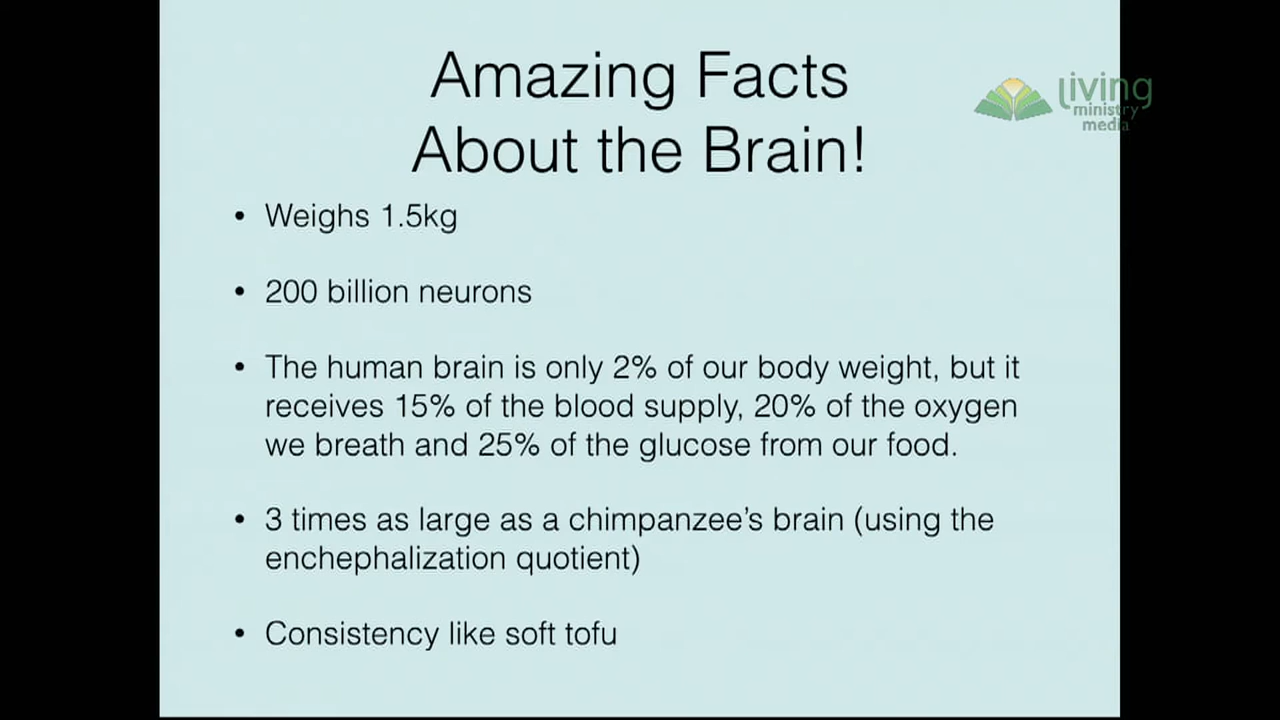 Amazing Facts
About the Brain!
living
ministry
media
• Weighs 1.5kg
• 200 billion neurons
• The human brain is only 2% of our body weight, but it
receives 15% of the blood supply, 20% of the oxygen
we breath and 25% of the glucose from our food.
• 3 times as large as a chimpanzee’s brain (using the
enchephalization quotient)
• Consistency like soft tofu